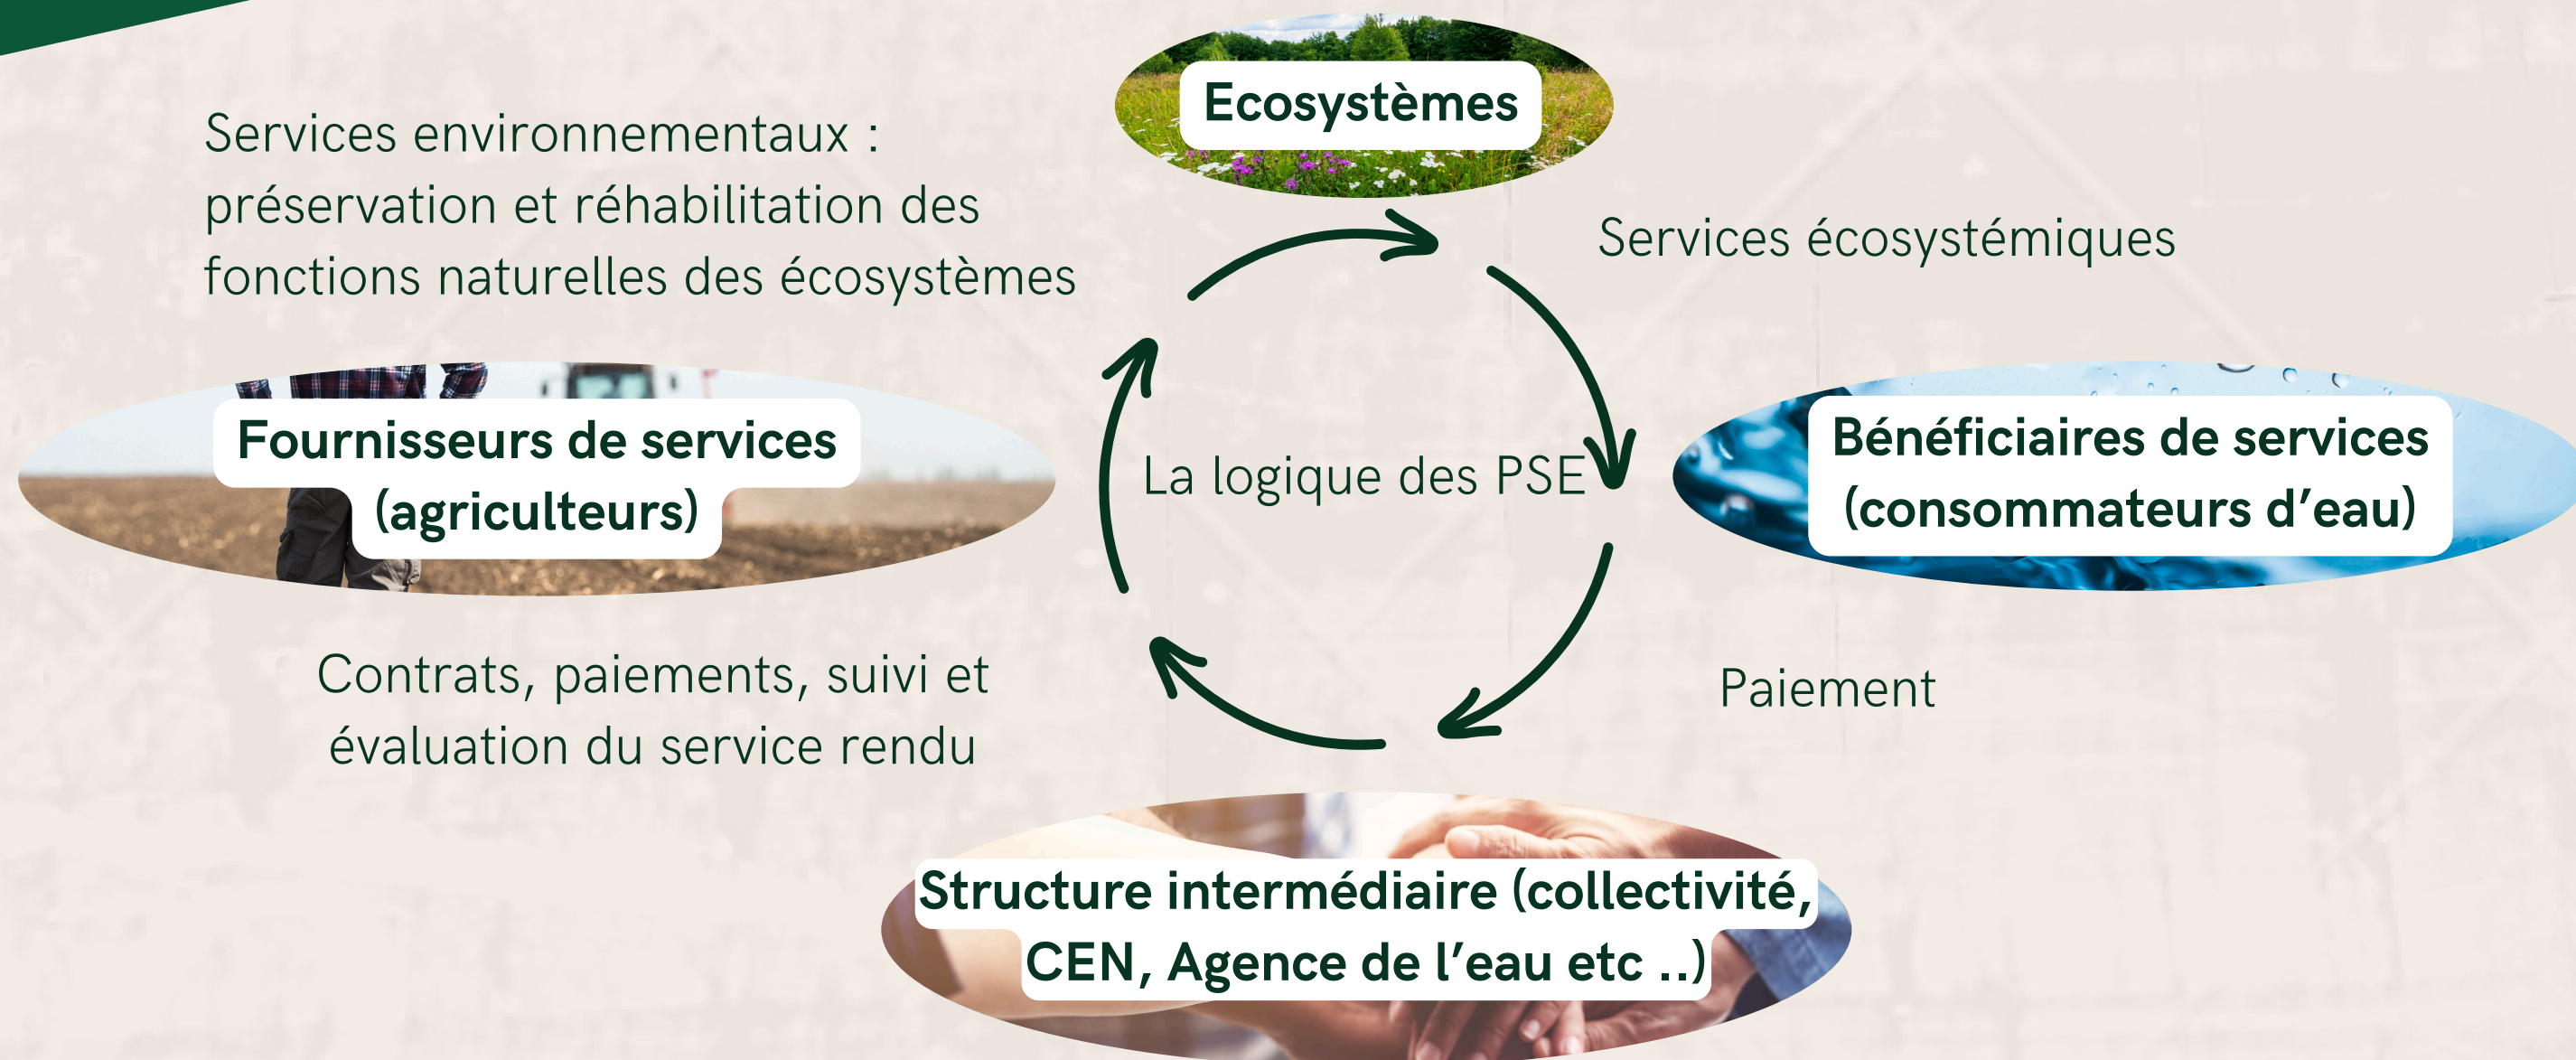 Ecosystèmes
Services environnementaux :
préservation et réhabilitation des
fonctions naturelles des écosystèmes
Services écosystémiques
Fournisseurs de services
(agriculteurs)
La logique des PSE
Bénéficiaires de services
(consommateurs d’eau)
Contrats, paiements, suivi et
évaluation du service rendu
Paiement
Structure intermédiaire (collectivité,
CEN, Agence de l’eau etc ..)